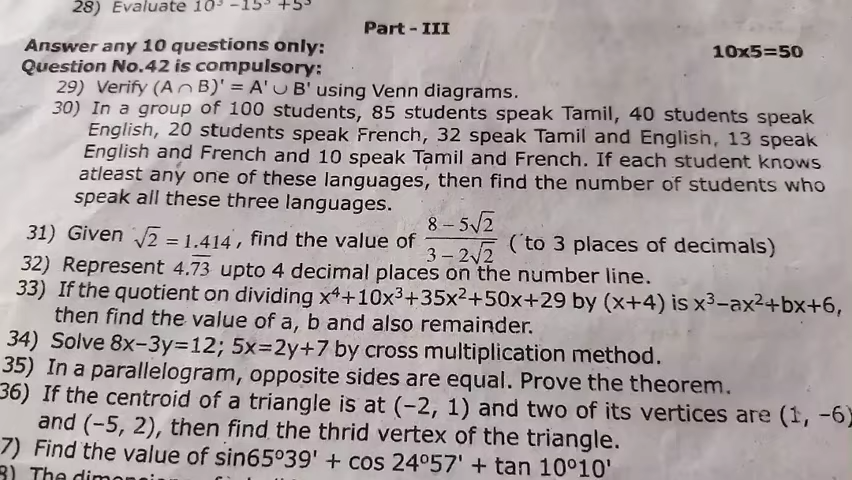 28) Evaluate 10³ –15³ +5³
Part - III
Answer any 10 questions only: 10x5=50
Question No.42 is compulsory:
29) Verify (A ∩ B)' = A' ∪ B' using Venn diagrams.
30) In a group of 100 students, 85 students speak Tamil, 40 students speak
English, 20 students speak French, 32 speak Tamil and English, 13 speak
English and French and 10 speak Tamil and French. If each student knows
atleast any one of these languages, then find the number of students who
speak all these three languages.
31) Given √2 = 1.414, find the value of (8 – 5√2)/(3 – 2√2) (to 3 places of decimals)
32) Represent 4.7̅3̅ upto 4 decimal places on the number line.
33) If the quotient on dividing x⁴+10x³+35x²+50x+29 by (x+4) is x³–ax²+bx+6,
then find the value of a, b and also remainder.
34) Solve 8x–3y=12; 5x=2y+7 by cross multiplication method.
35) In a parallelogram, opposite sides are equal. Prove the theorem.
36) If the centroid of a triangle is at (–2, 1) and two of its vertices are (1, –6)
and (–5, 2), then find the thrid vertex of the triangle.
7) Find the value of sin65º39' + cos 24º57' + tan 10º10'
8) The